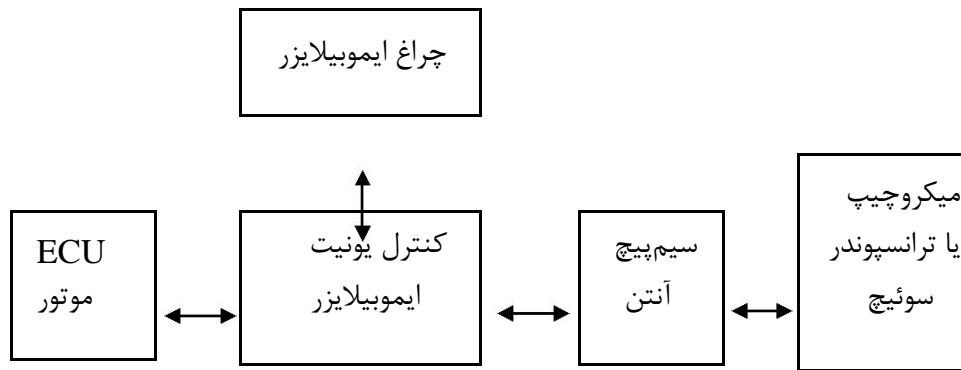 چراغ ایموبیلایزر
میکروچیپ
یا ترانسپوندر
سوئیچ
سیم‌پیچ
آنتن
کنترل یونیت
ایموبیلایزر
ECU
موتور